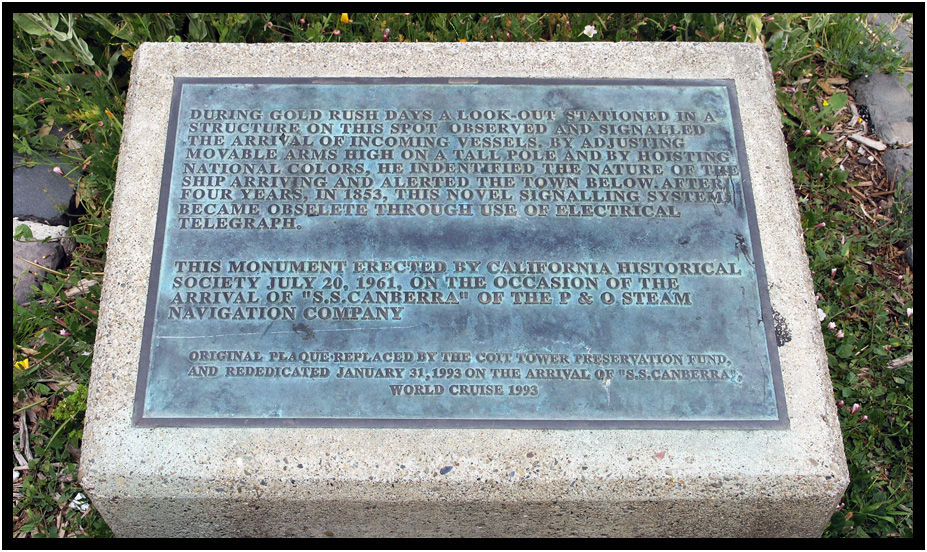 DURING GOLD RUSH DAYS A LOOK-OUT STATIONED IN A
STRUCTURE ON THIS SPOT OBSERVED AND SIGNALLED
THE ARRIVAL OF INCOMING VESSELS. BY ADJUSTING
MOVABLE ARMS HIGH ON A TALL POLE AND BY HOISTING
NATIONAL COLORS, HE INDENTIFIED THE NATURE OF THE
SHIP ARRIVING AND ALERTED THE TOWN BELOW. AFTER
FOUR YEARS, IN 1853, THIS NOVEL SIGNALLING SYSTEM
BECAME OBSELETE THROUGH USE OF ELECTRICAL
TELEGRAPH.
THIS MONUMENT ERECTED BY CALIFORNIA HISTORICAL
SOCIETY JULY 20, 1961, ON THE OCCASION OF THE
ARRIVAL OF "S.S.CANBERRA" OF THE P & O STEAM
NAVIGATION COMPANY
ORIGINAL PLAQUE REPLACED BY THE COIT TOWER PRESERVATION FUND,
AND REDEDICATED JANUARY 31, 1993 ON THE ARRIVAL OF "S.S.CANBERRA",
WORLD CRUISE 1993